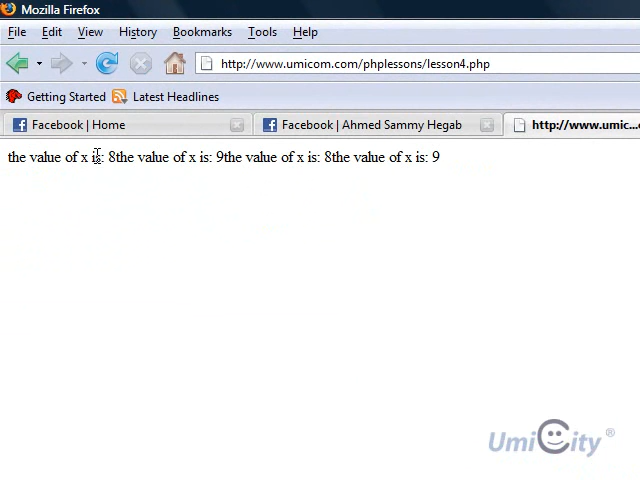 Mozilla Firefox
File Edit View History Bookmarks Tools Help
http://www.umicom.com/phplessons/lesson4.php
Getting Started Latest Headlines
Facebook | Home Facebook | Ahmed Sammy Hegab http://www.umic...
the value of x is: 8the value of x is: 9the value of x is: 8the value of x is: 9
UmiCity ®